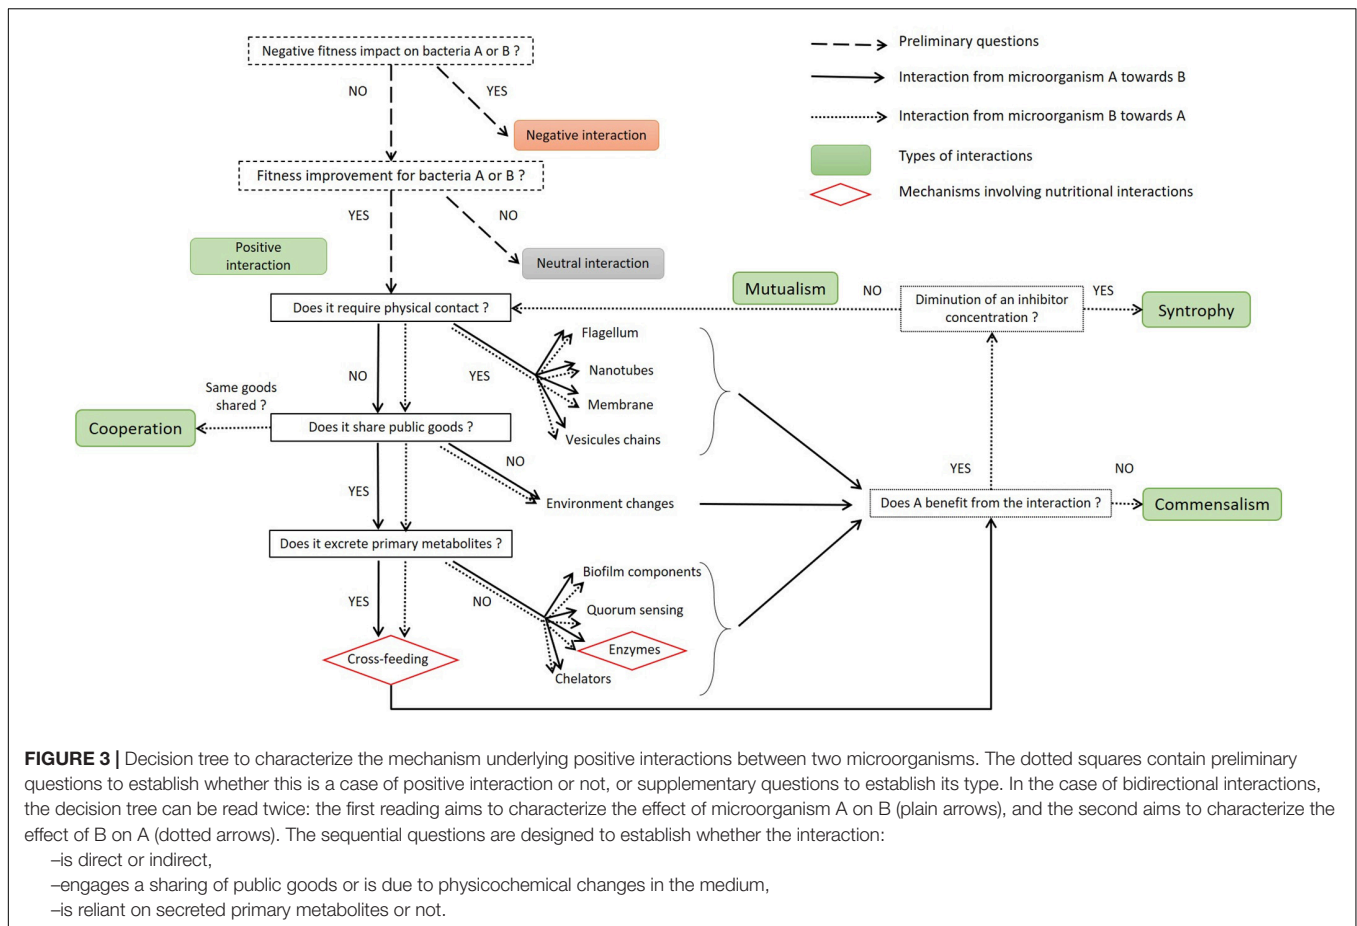 Negative fitness impact on bacteria A or B ?
NO
YES
Negative interaction
Fitness improvement for bacteria A or B ?
YES
NO
Positive
interaction
Neutral interaction
Preliminary questions
Interaction from microorganism A towards B
Interaction from microorganism B towards A
Types of interactions
Mechanisms involving nutritional interactions
Does it require physical contact ?
Mutualism
NO
Diminution of an inhibitor
concentration ?
YES
Syntrophy
NO
YES
Flagellum
Nanotubes
Membrane
Vesicules chains
Same goods
shared ?
Cooperation
Does it share public goods ?
YES
NO
Environment changes
YES
Does A benefit from the interaction ?
NO
Commensalism
Does it excrete primary metabolites ?
YES
NO
Biofilm components
Quorum sensing
Enzymes
Chelators
Cross-feeding
FIGURE 3 | Decision tree to characterize the mechanism underlying positive interactions between two microorganisms. The dotted squares contain preliminary
questions to establish whether this is a case of positive interaction or not, or supplementary questions to establish its type. In the case of bidirectional interactions,
the decision tree can be read twice: the first reading aims to characterize the effect of microorganism A on B (plain arrows), and the second aims to characterize the
effect of B on A (dotted arrows). The sequential questions are designed to establish whether the interaction:
–is direct or indirect,
–engages a sharing of public goods or is due to physicochemical changes in the medium,
–is reliant on secreted primary metabolites or not.